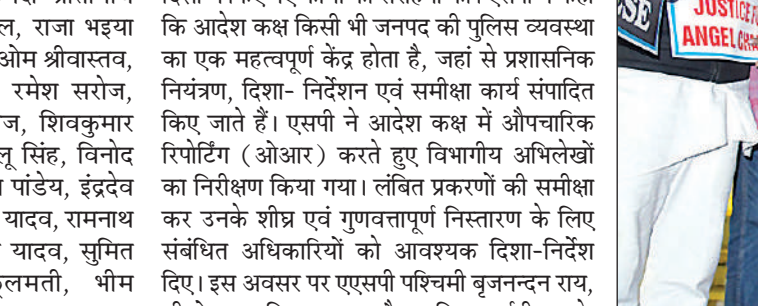 ल, राजा भइया
ओम श्रीवास्तव,
रमेश सरोज,
ज, शिवकुमार
लू सिंह, विनोद
पांडेय, इंद्रदेव
यादव, रामनाथ
यादव, सुमित
लमती, भीम
कि आदेश कक्ष किसी भी जनपद की पुलिस व्यवस्था
का एक महत्वपूर्ण केंद्र होता है, जहां से प्रशासनिक
नियंत्रण, दिशा- निर्देशन एवं समीक्षा कार्य संपादित
किए जाते हैं। एसपी ने आदेश कक्ष में औपचारिक
रिपोर्टिंग (ओआर) करते हुए विभागीय अभिलेखों
का निरीक्षण किया गया। लंबित प्रकरणों की समीक्षा
कर उनके शीघ्र एवं गुणवत्तापूर्ण निस्तारण के लिए
संबंधित अधिकारियों को आवश्यक दिशा-निर्देश
दिए। इस अवसर पर एएसपी पश्चिमी बृजनन्दन राय,
JUSTICE
ANGEL